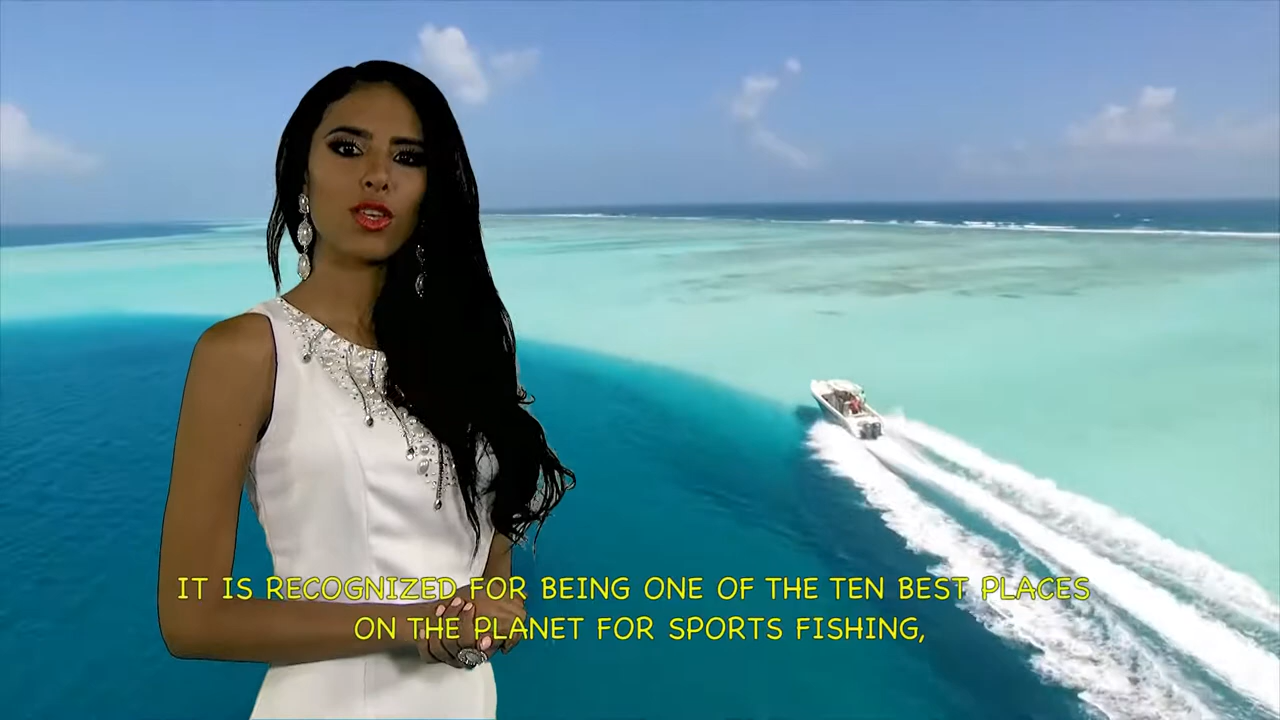 IT IS RECOGNIZED FOR BEING ONE OF THE TEN BEST PLACES
ON THE PLANET FOR SPORTS FISHING,